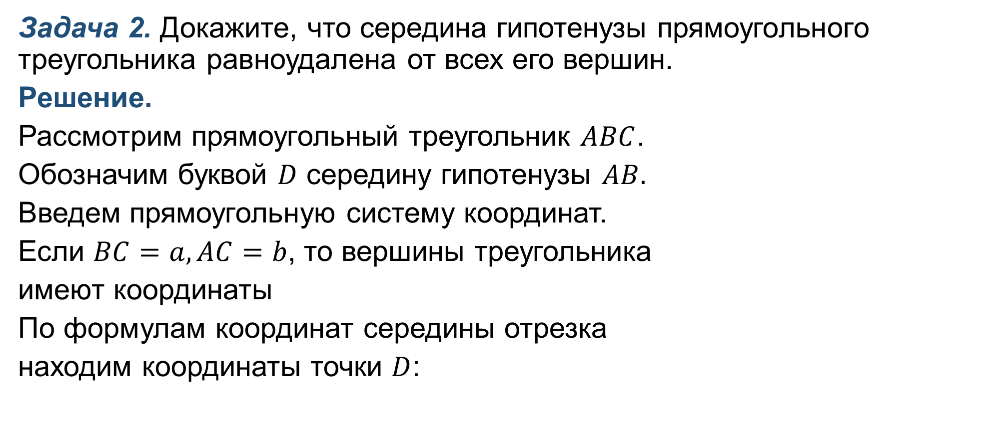 Задача 2. Докажите, что середина гипотенузы прямоугольного
треугольника равноудалена от всех его вершин.
Решение.
Рассмотрим прямоугольный треугольник 𝐴𝐵𝐶.
Обозначим буквой 𝐷 середину гипотенузы 𝐴𝐵.
Введем прямоугольную систему координат.
Если 𝐵𝐶 = 𝑎, 𝐴𝐶 = 𝑏, то вершины треугольника
имеют координаты
По формулам координат середины отрезка
находим координаты точки 𝐷: